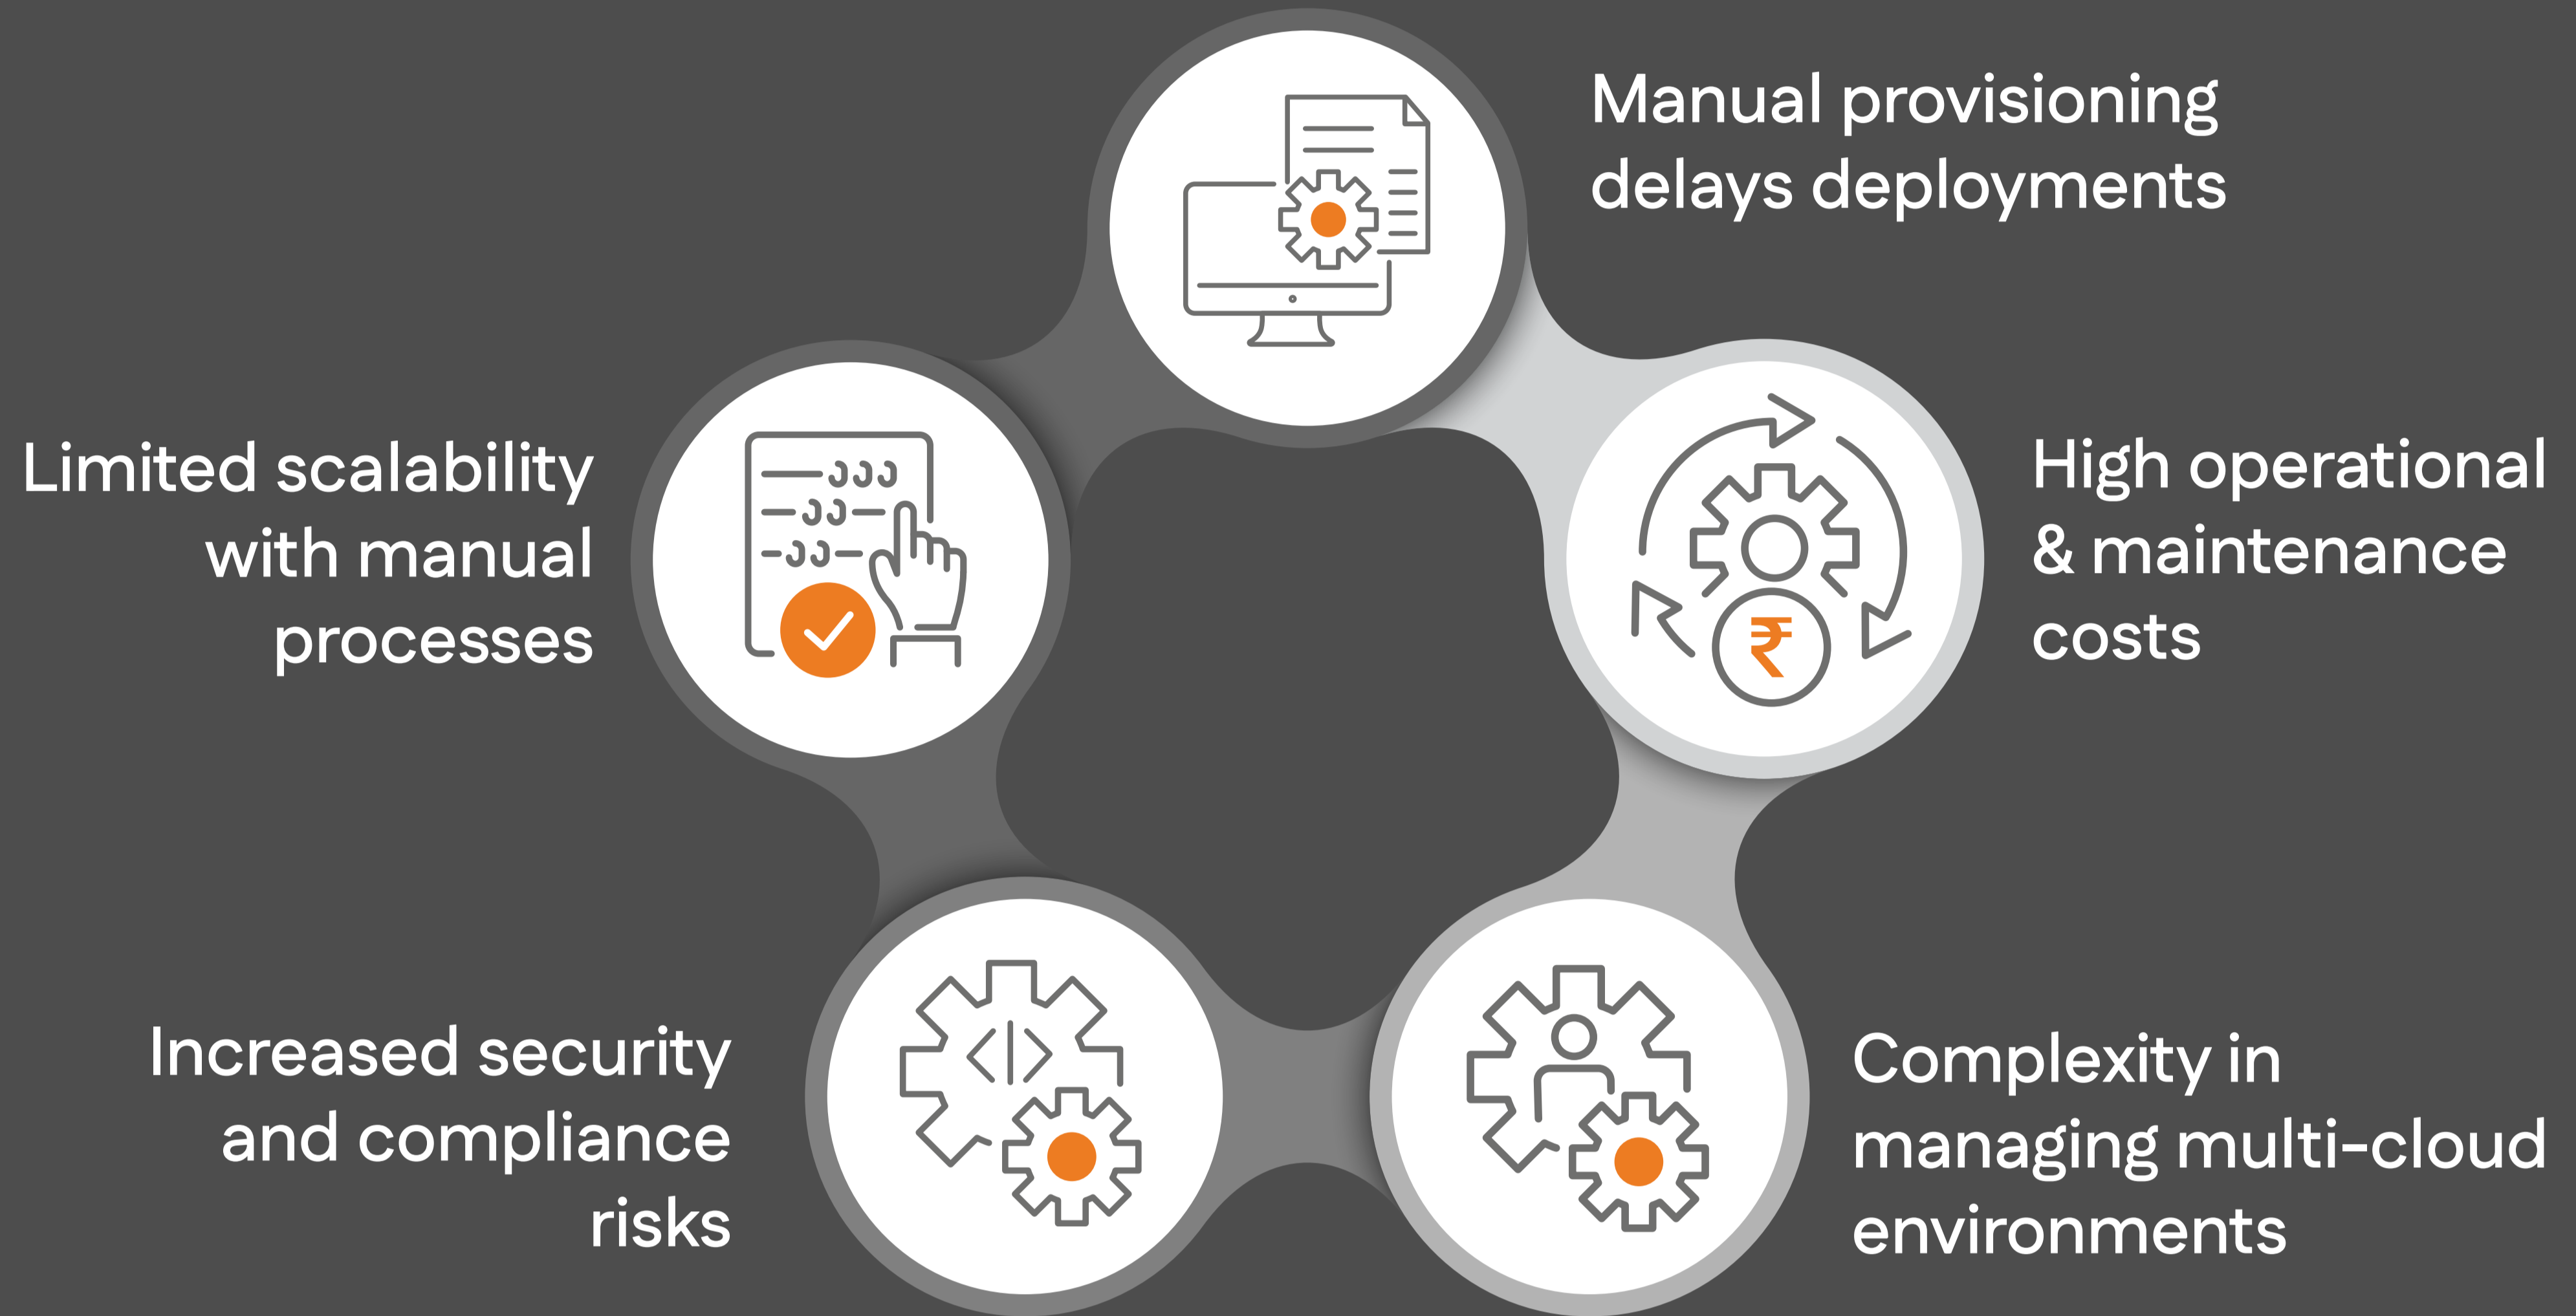 Manual provisioning
delays deployments
High operational
& maintenance
costs
₹
Complexity in
managing multi-cloud
environments
Increased security
and compliance
risks
Limited scalability
with manual
processes